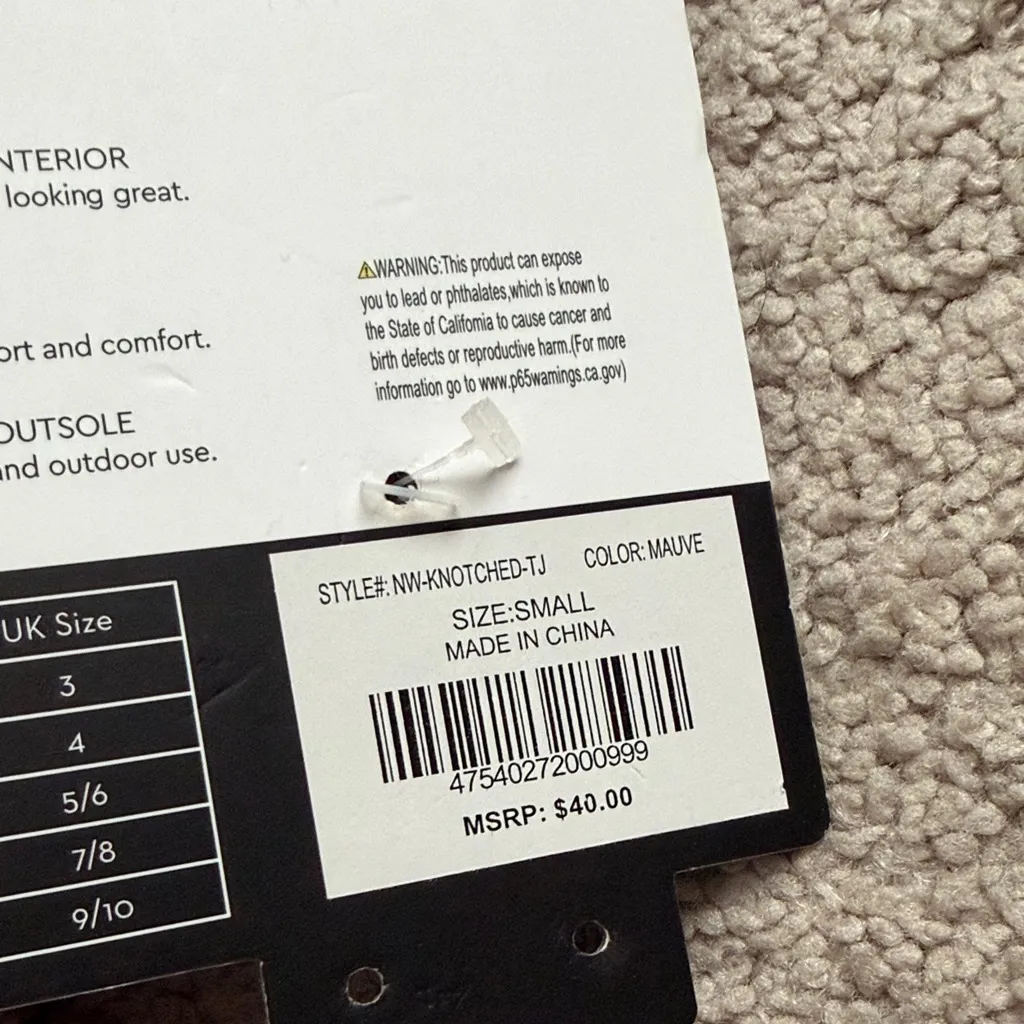 NTERIOR
looking great.
ort and comfort.
OUTSOLE
and outdoor use.
WARNING:This product can expose
you to lead or phthalates,which is known to
the State of California to cause cancer and
birth defects or reproductive harm.(For more
information go to www.p65warnings.ca.gov)
UK Size
3
4
5/6
7/8
9/10
STYLE#: NW-KNOTCHED-TJ COLOR: MAUVE
SIZE:SMALL
MADE IN CHINA
47540272000999
MSRP: $40.00